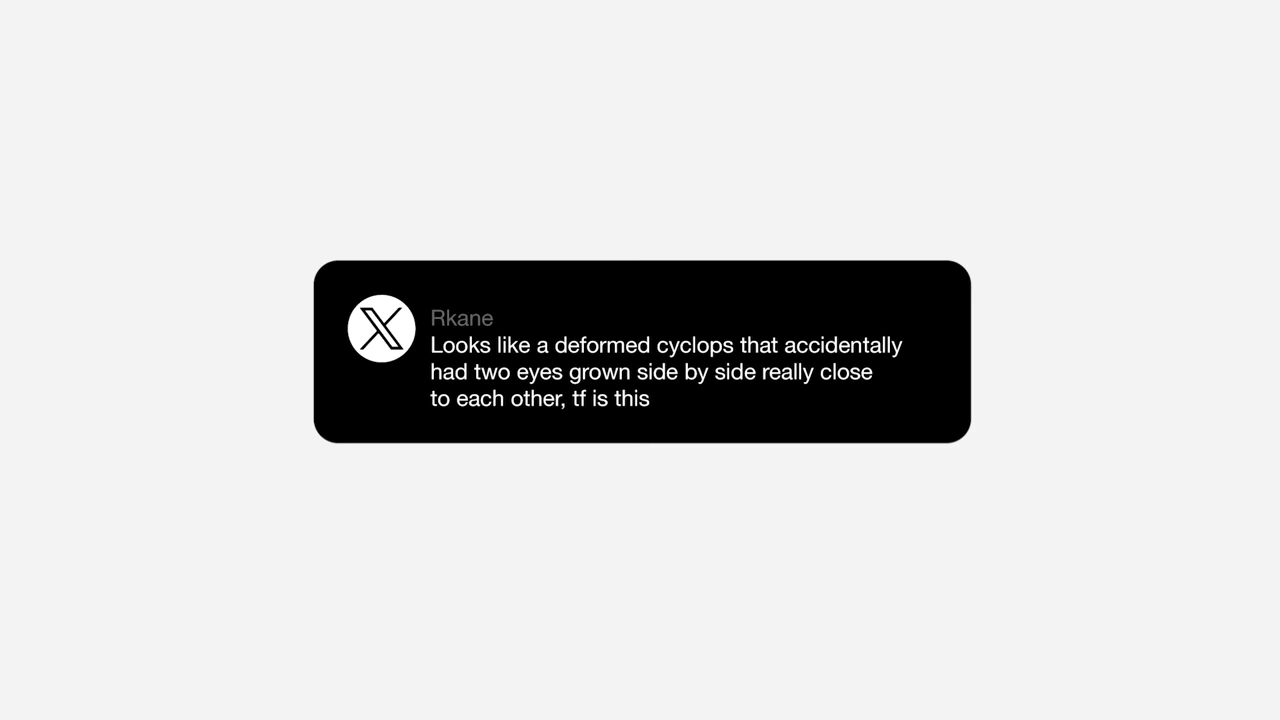 Rkane
Looks like a deformed cyclops that accidentally
had two eyes grown side by side really close
to each other, tf is this